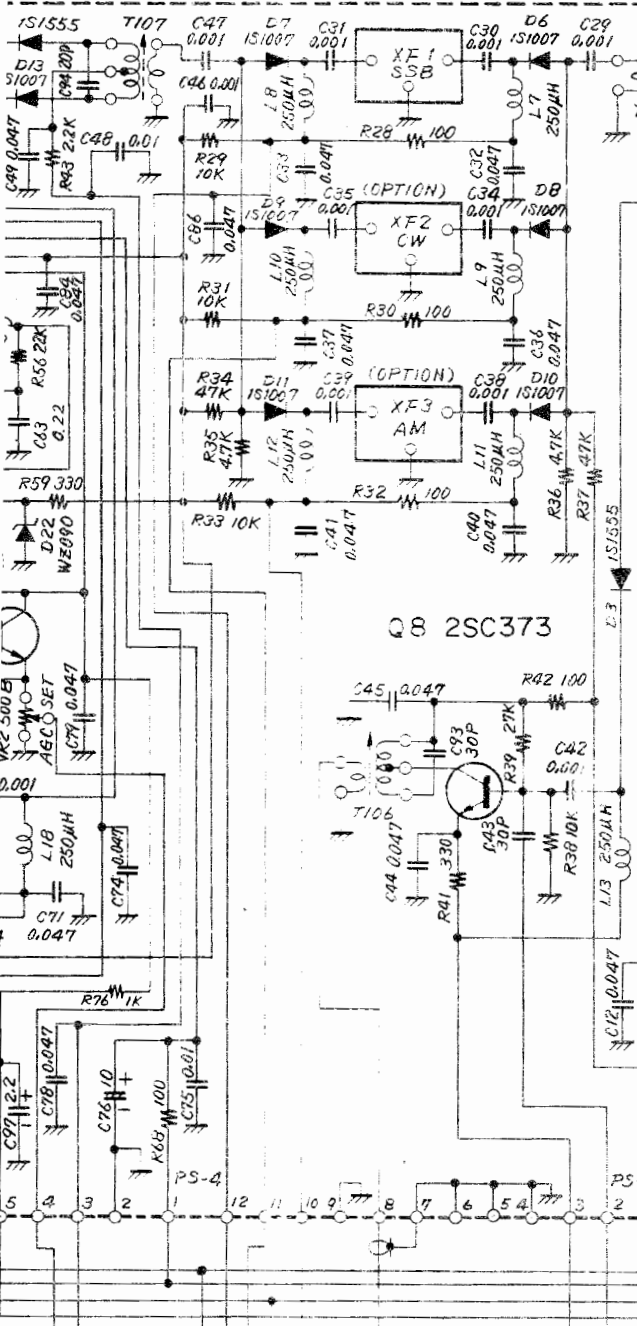 1S1555
T107
C47
0.001
D7
1S1007
C31
0.001
XF1
SSB
C30
0.001
D6
1S1007
C29
0.001
D13
1S1007
C94 20P
C46 0.001
L8
250μH
L7
250μH
C49 0.047
R43 2.2K
C48 0.01
R29
10K
C33
0.047
R28 100
C32
0.047
C86
0.047
D9
1S1007
C35
0.001
(OPTION)
XF2
CW
C34
0.001
D8
1S1007
L10
250μH
L9
250μH
C84
0.047
R31
10K
R30 100
C37
0.047
C36
0.047
R56 22K
C63
0.22
R34
47K
D11
1S1007
C39
0.001
(OPTION)
XF3
AM
C38
0.001
D10
1S1007
R35
4.7K
L12
250μH
L11
250μH
R36 4.7K
R37 47K
R59 330
R33 10K
R32 100
D22
WZ090
C41
0.047
C40
0.047
1S1555
D3
Q8 2SC373
VR2 500B
AGC SET
C79 0.047
C45 0.047
R42 100
C93
30P
R39 27K
C42
0.001
T106
0.001
L18
250μH
C74 0.047
C44 0.047
R41 330
C43
30P
R38 10K
L13 250μH
C71
0.047
R76 1K
C12 0.047
C97 2.2
C78 0.047
C76 10
R68 100
C75 0.01
PS-4
PS
5 4 3 2 1 12 11 10 9 8 7 6 5 4 3 2